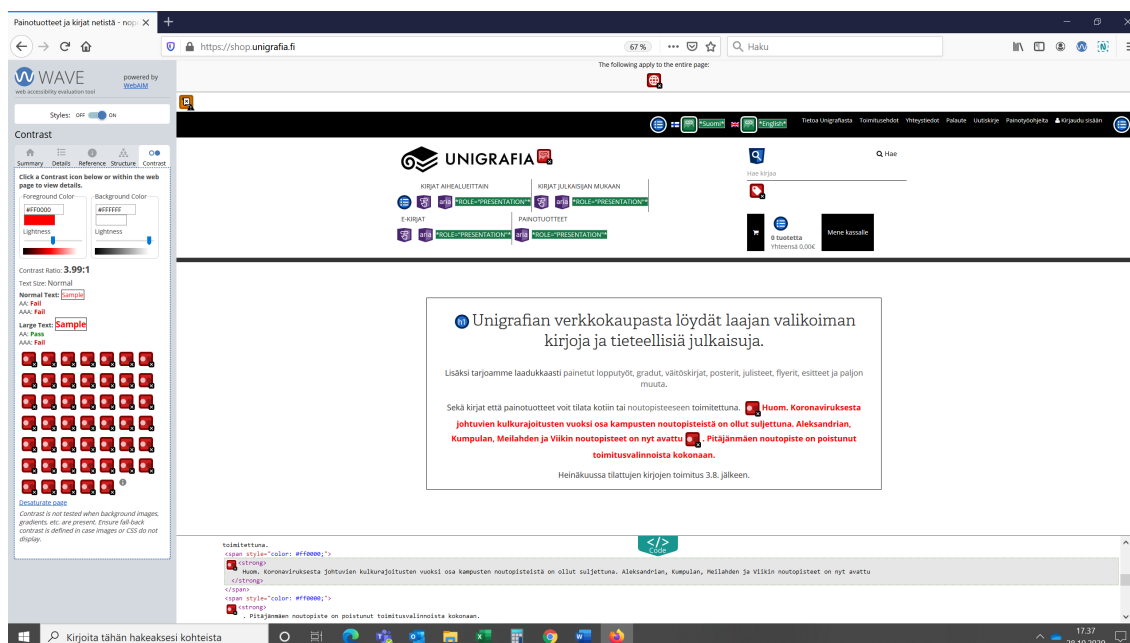 Painotuotteet ja kirjat netistä - nop
https://shop.unigrafia.fi
67%
Haku
WAVE
web accessibility evaluation tool
powered by
WebAIM
Styles: OFF ON
Contrast
Summary Details Reference Structure Contrast
Click a Contrast icon below or within the web
page to view details.
Foreground Color
Background Color
#FF0000
#FFFFFF
Lightness
Lightness
Contrast Ratio: 3.99:1
Text Size: Normal
Normal Text: Sample
AA: Fail
AAA: Fail
Large Text: Sample
AA: Pass
AAA: Fail
Desaturate page
Contrast is not tested when background images,
gradients, etc. are present. Ensure fall-back
contrast is defined in case images or CSS do not
display.
The following apply to the entire page:
*Suomi* *English* Tietoa Unigrafiasta Toimitusehdot Yhteystiedot Palaute Uutiskirje Painotyöohjeita Kirjaudu sisään
UNIGRAFIA
Hae
Hae kirjaa
KIRJAT AIHEALUEITTAIN
KIRJAT JULKAISIJAN MUKAAN
aria *ROLE="PRESENTATION"* aria *ROLE="PRESENTATION"*
E-KIRJAT
PAINOTUOTTEET
aria *ROLE="PRESENTATION"* aria *ROLE="PRESENTATION"*
0 tuotetta
Yhteensä 0,00€
Mene kassalle
h1 Unigrafian verkkokaupasta löydät laajan valikoiman
kirjoja ja tieteellisiä julkaisuja.
Lisäksi tarjoamme laadukkaasti painetut lopputyöt, gradut, väitöskirjat, posterit, julisteet, flyerit, esitteet ja paljon
muuta.
Sekä kirjat että painotuotteet voit tilata kotiin tai noutopisteeseen toimitettuna. Huom. Koronaviruksesta
johtuvien kulkurajoitusten vuoksi osa kampusten noutopisteistä on ollut suljettuna. Aleksandrian,
Kumpulan, Meilahden ja Viikin noutopisteet on nyt avattu . Pitäjänmäen noutopiste on poistunut
toimitusvalinnoista kokonaan.
Heinäkuussa tilattujen kirjojen toimitus 3.8. jälkeen.
</>
Code
toimitettuna.
<span style="color: #ff0000;">
<strong>
Huom. Koronaviruksesta johtuvien kulkurajoitusten vuoksi osa kampusten noutopisteistä on ollut suljettuna. Aleksandrian, Kumpulan, Meilahden ja Viikin noutopisteet on nyt avattu
</strong>
</span>
<span style="color: #ff0000;">
<strong>
. Pitäjänmäen noutopiste on poistunut toimitusvalinnoista kokonaan.
Kirjoita tähän hakeaksesi kohteista
17.37
28.10.2020